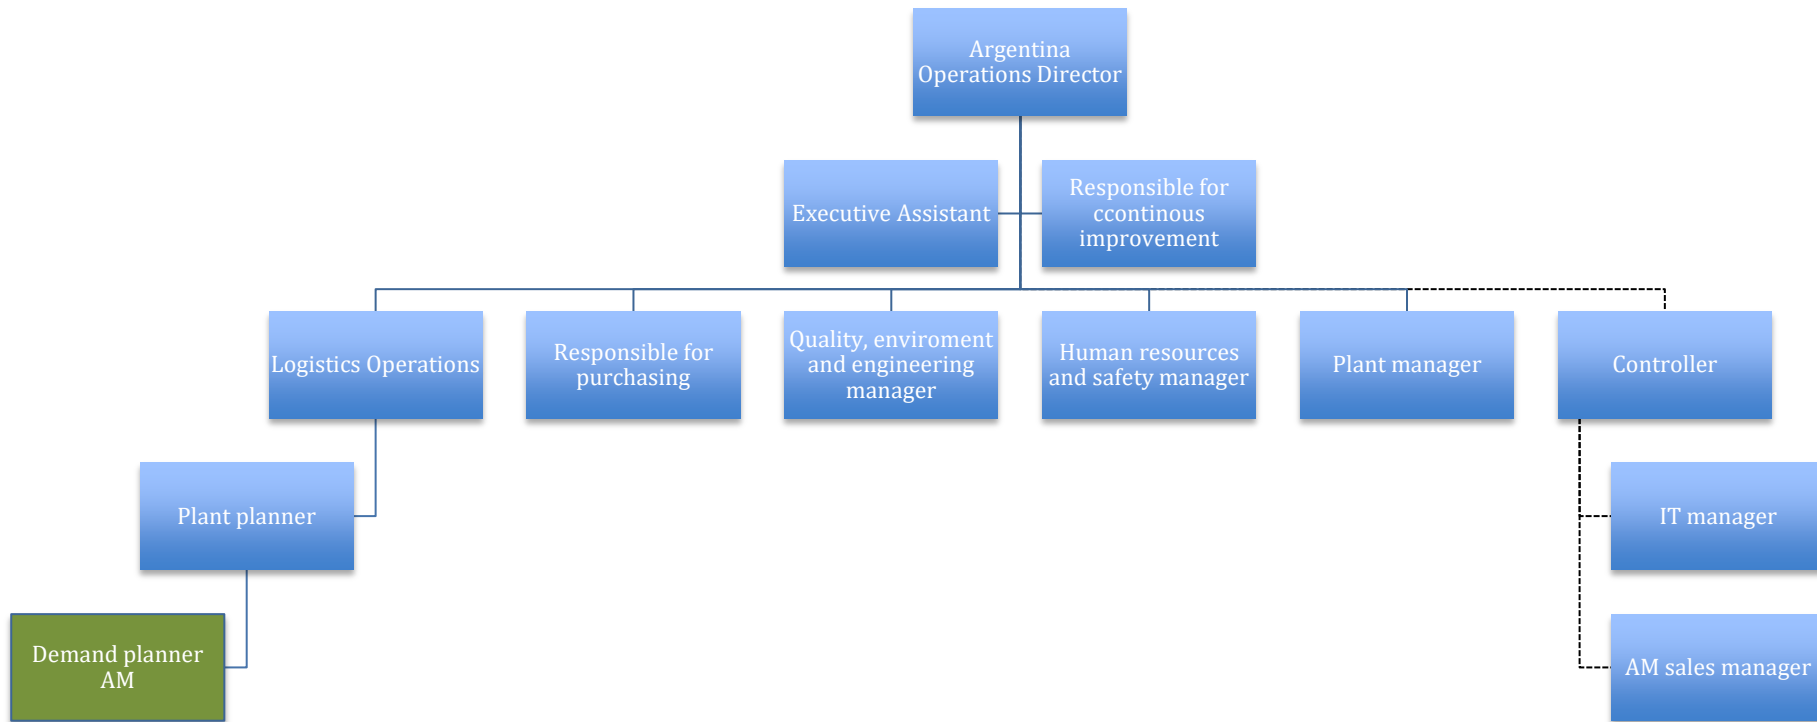 Argentina
Operations Director
Executive Assistant
Responsible for
ccontinous
improvement
Logistics Operations
Responsible for
purchasing
Quality, enviroment
and engineering
manager
Human resources
and safety manager
Plant manager
Controller
Plant planner
IT manager
Demand planner
AM
AM sales manager